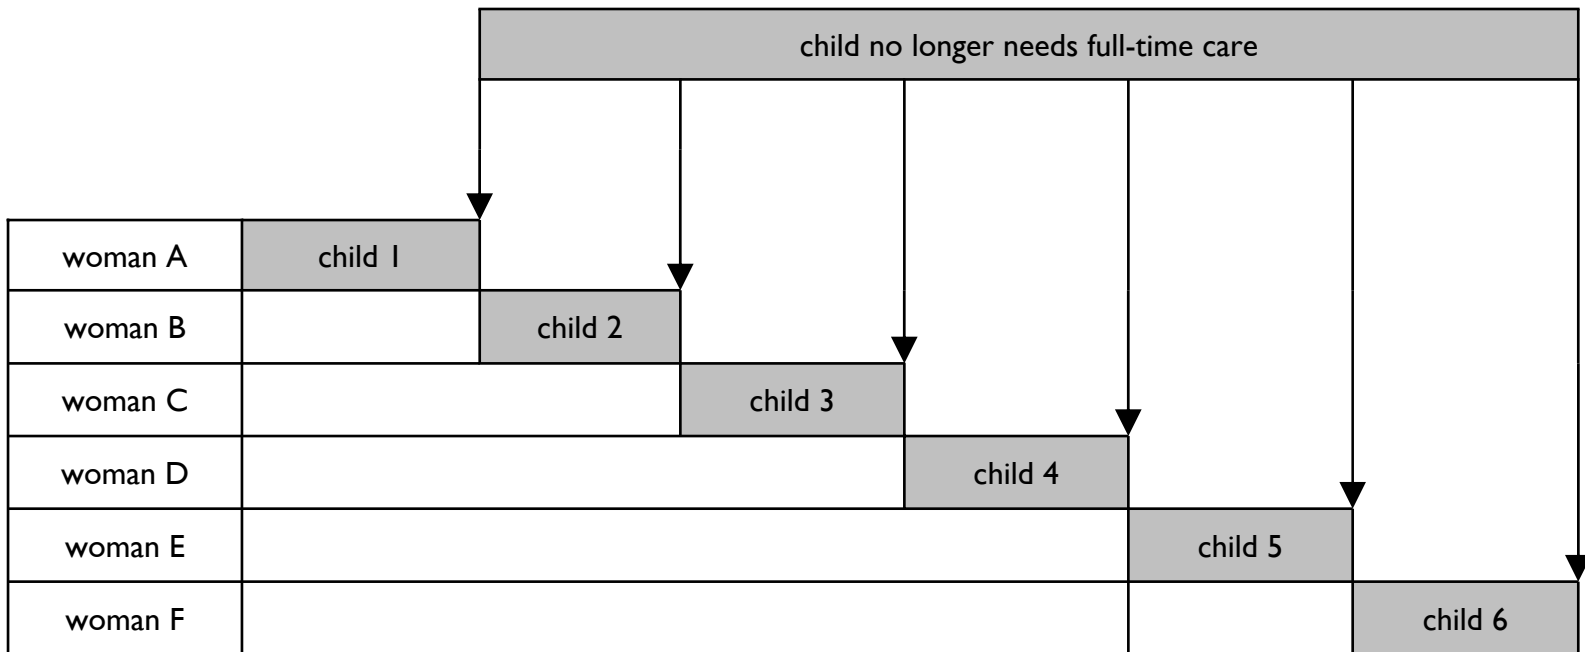 child no longer needs full-time care
woman A child 1
woman B child 2
woman C child 3
woman D child 4
woman E child 5
woman F child 6